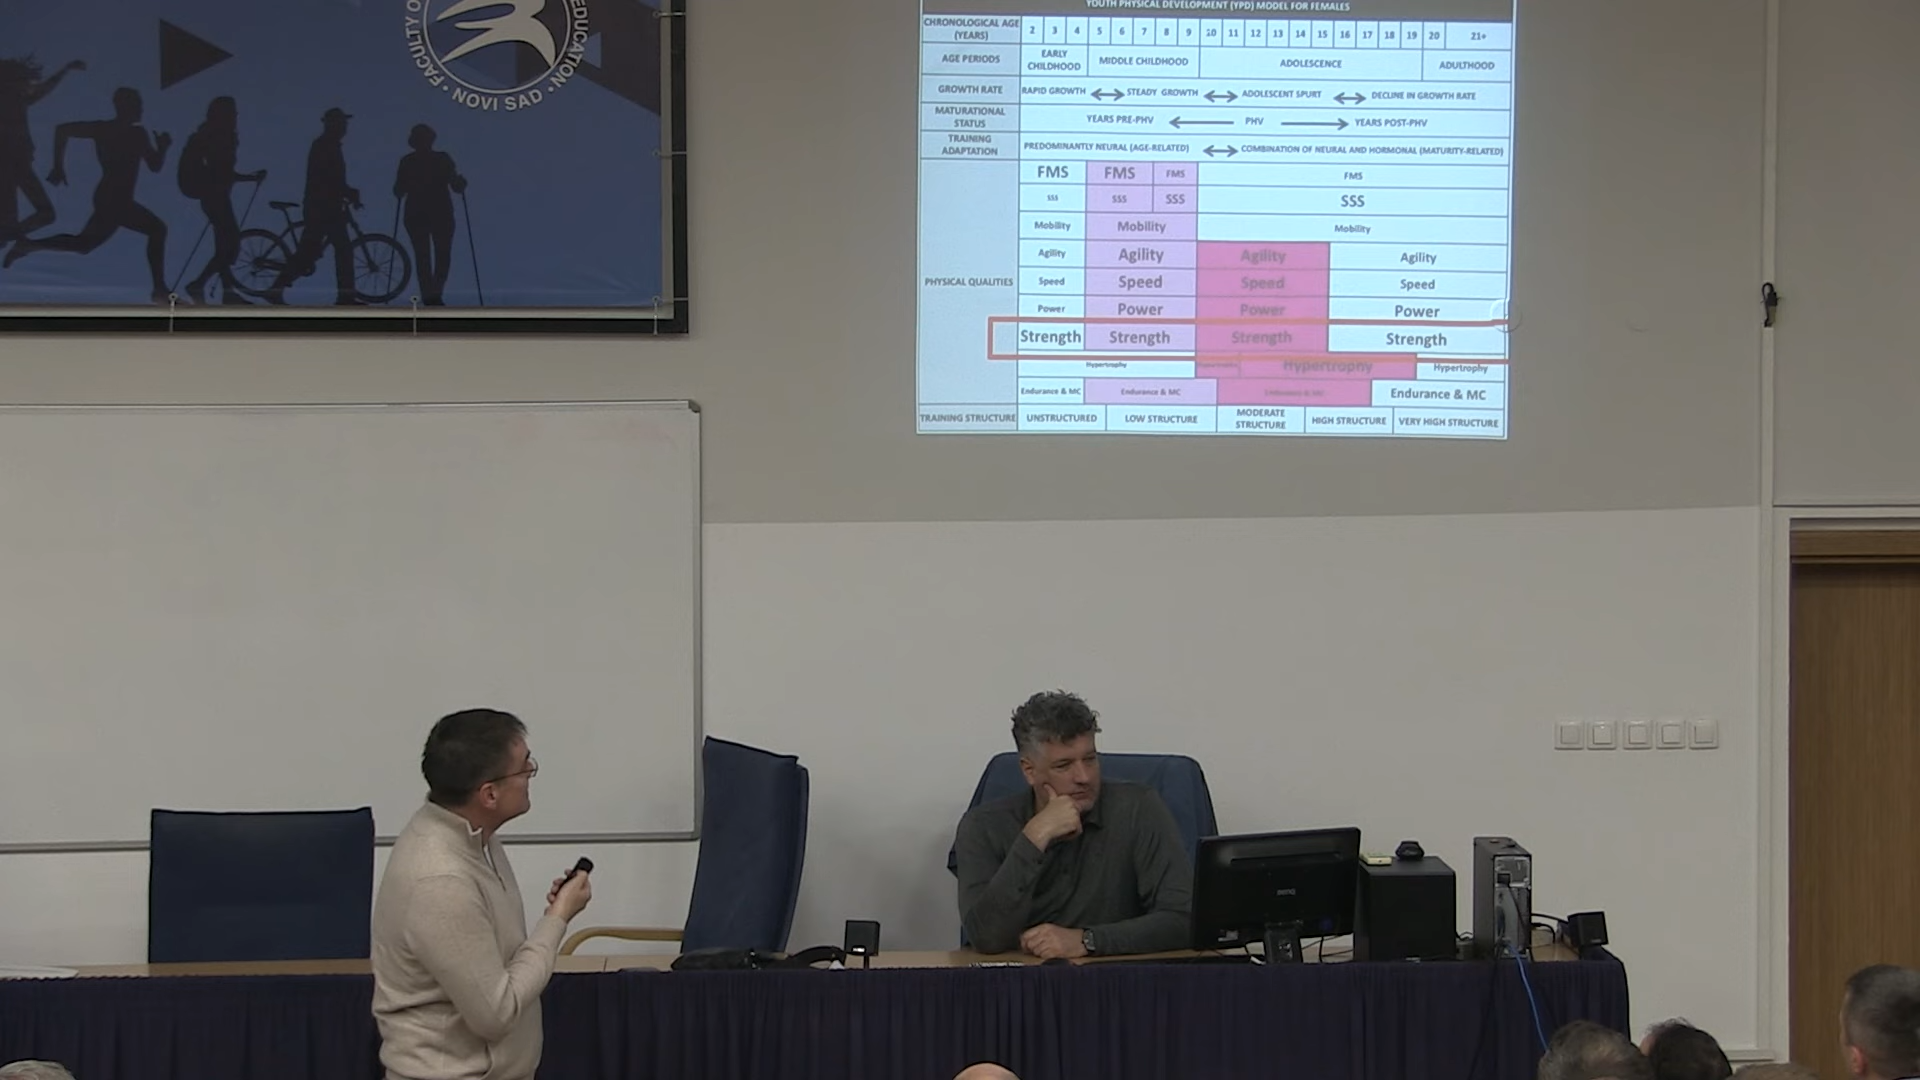 FACULTY O
EDUCATION
• NOVI SAD •
YOUTH PHYSICAL DEVELOPMENT (YPD) MODEL FOR FEMALES
CHRONOLOGICAL AGE (YEARS) 2 3 4 5 6 7 8 9 10 11 12 13 14 15 16 17 18 19 20 21+
AGE PERIODS EARLY CHILDHOOD MIDDLE CHILDHOOD ADOLESCENCE ADULTHOOD
GROWTH RATE RAPID GROWTH STEADY GROWTH ADOLESCENT SPURT DECLINE IN GROWTH RATE
MATURATIONAL STATUS YEARS PRE-PHV PHV YEARS POST-PHV
TRAINING ADAPTATION PREDOMINANTLY NEURAL (AGE-RELATED) COMBINATION OF NEURAL AND HORMONAL (MATURITY-RELATED)
PHYSICAL QUALITIES
FMS FMS FMS FMS
SSS SSS SSS SSS
Mobility Mobility Mobility
Agility Agility Agility Agility
Speed Speed Speed Speed
Power Power Power Power
Strength Strength Strength Strength
Hypertrophy Hypertrophy Hypertrophy Hypertrophy
Endurance & MC Endurance & MC Endurance & MC Endurance & MC
TRAINING STRUCTURE UNSTRUCTURED LOW STRUCTURE MODERATE STRUCTURE HIGH STRUCTURE VERY HIGH STRUCTURE
BENQ